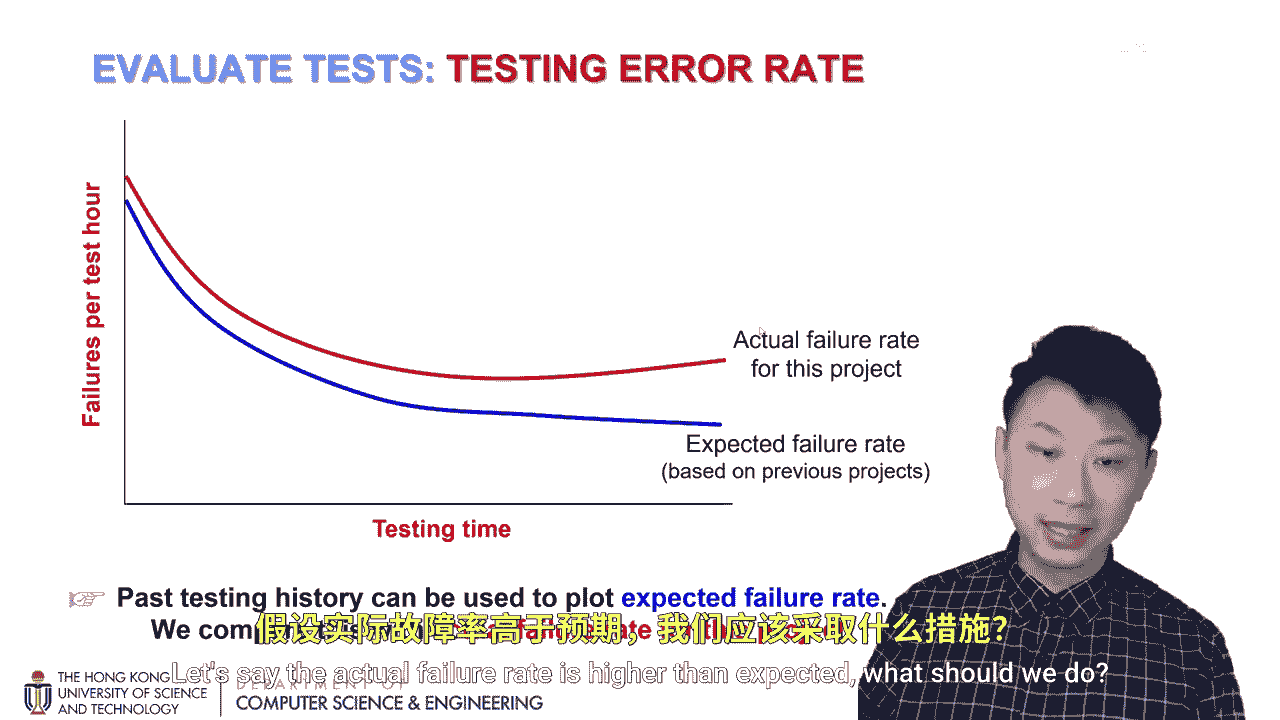 EVALUATE TESTS: TESTING ERROR RATE
Failures per test hour
Actual failure rate
for this project
Expected failure rate
(based on previous projects)
Testing time
Past testing history can be used to plot expected failure rate.
We
假设实际故障率高于预期，我们应该采取什么措施？
Let's say the actual failure rate is higher than expected, what should we do?
THE HONG KONG
UNIVERSITY OF SCIENCE
AND TECHNOLOGY
DEPARTMENT OF
COMPUTER SCIENCE & ENGINEERING